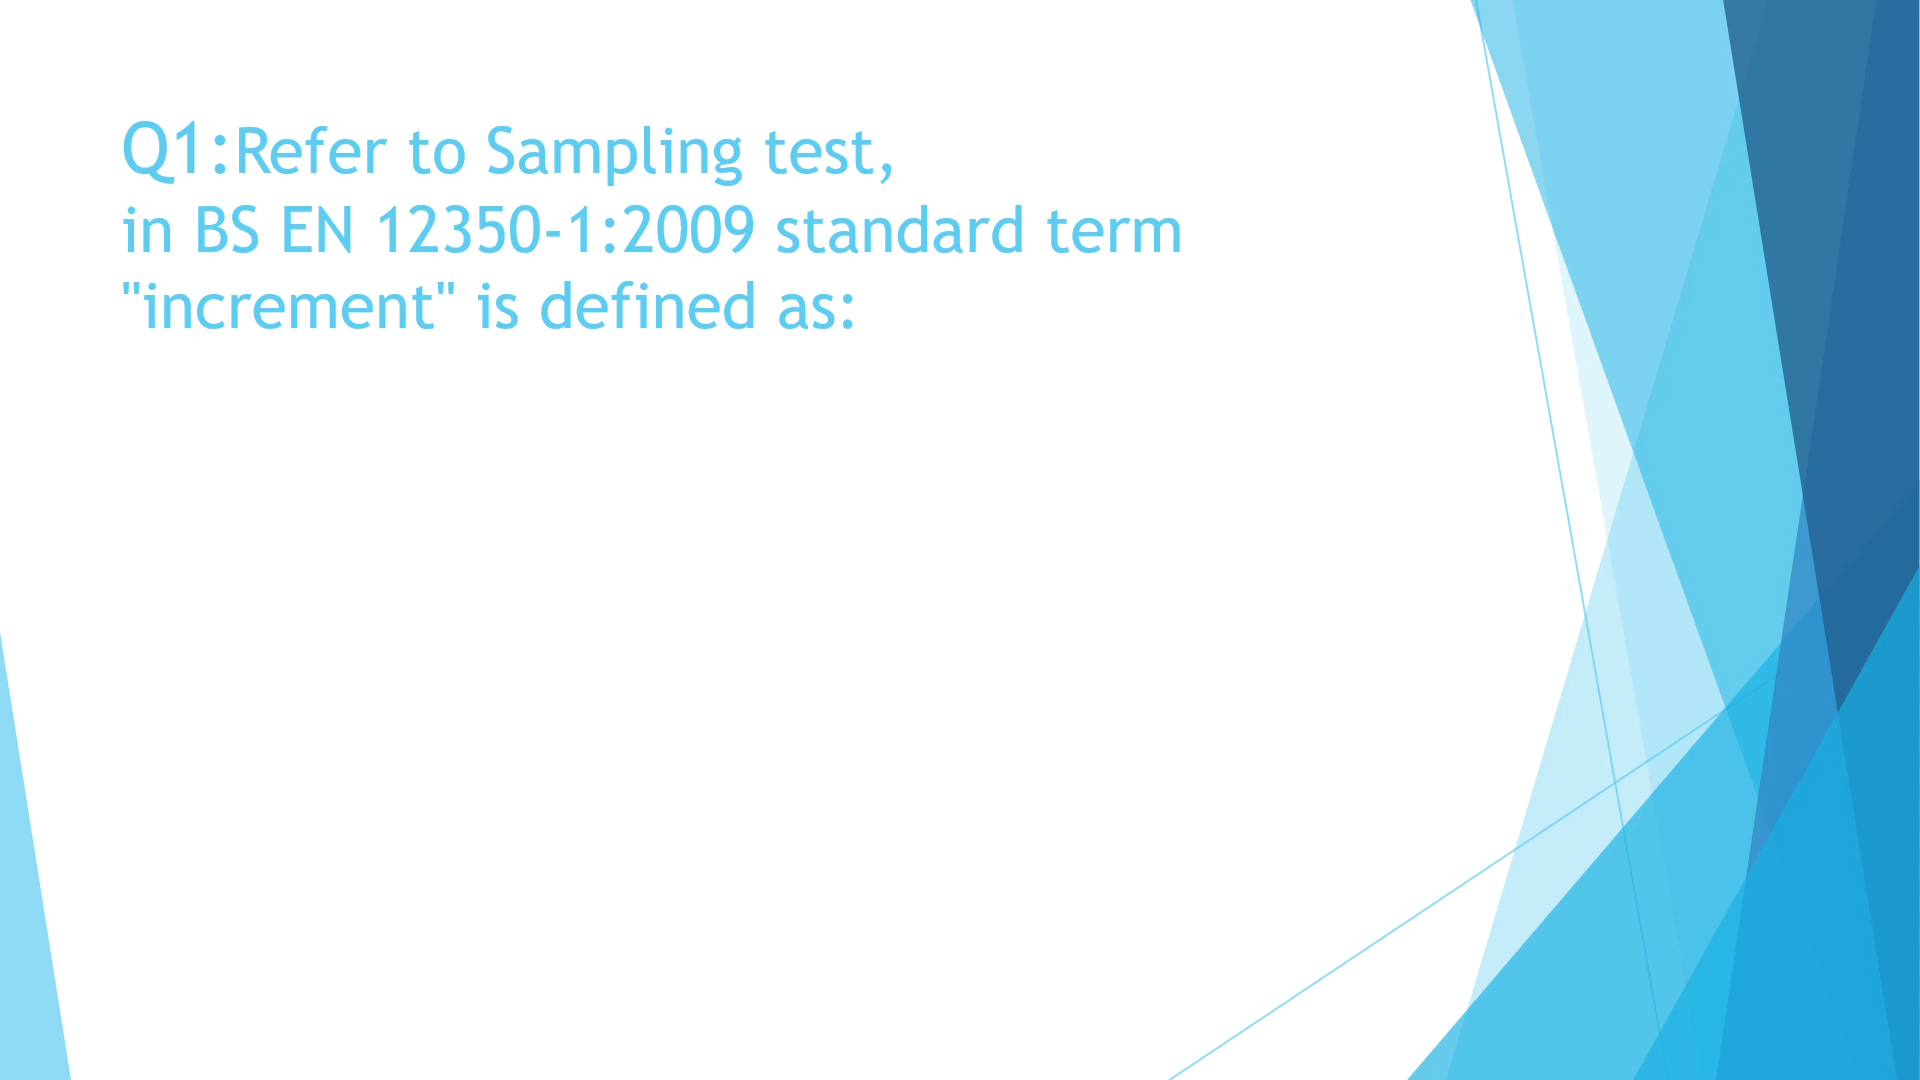 Q1:Refer to Sampling test,
in BS EN 12350-1:2009 standard term
"increment" is defined as: